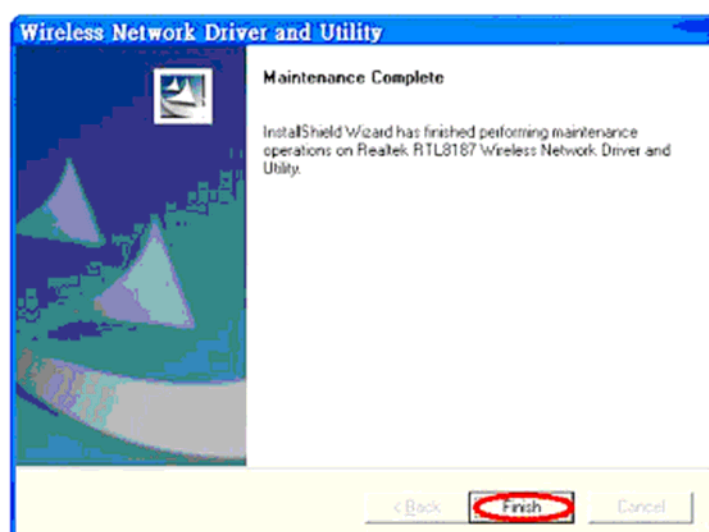 Wireless Network Driver and Utility
Maintenance Complete
InstallShield Wizard has finished performing maintenance
operations on Realtek RTL8187 Wireless Network Driver and
Utility.
< Back Finish Cancel